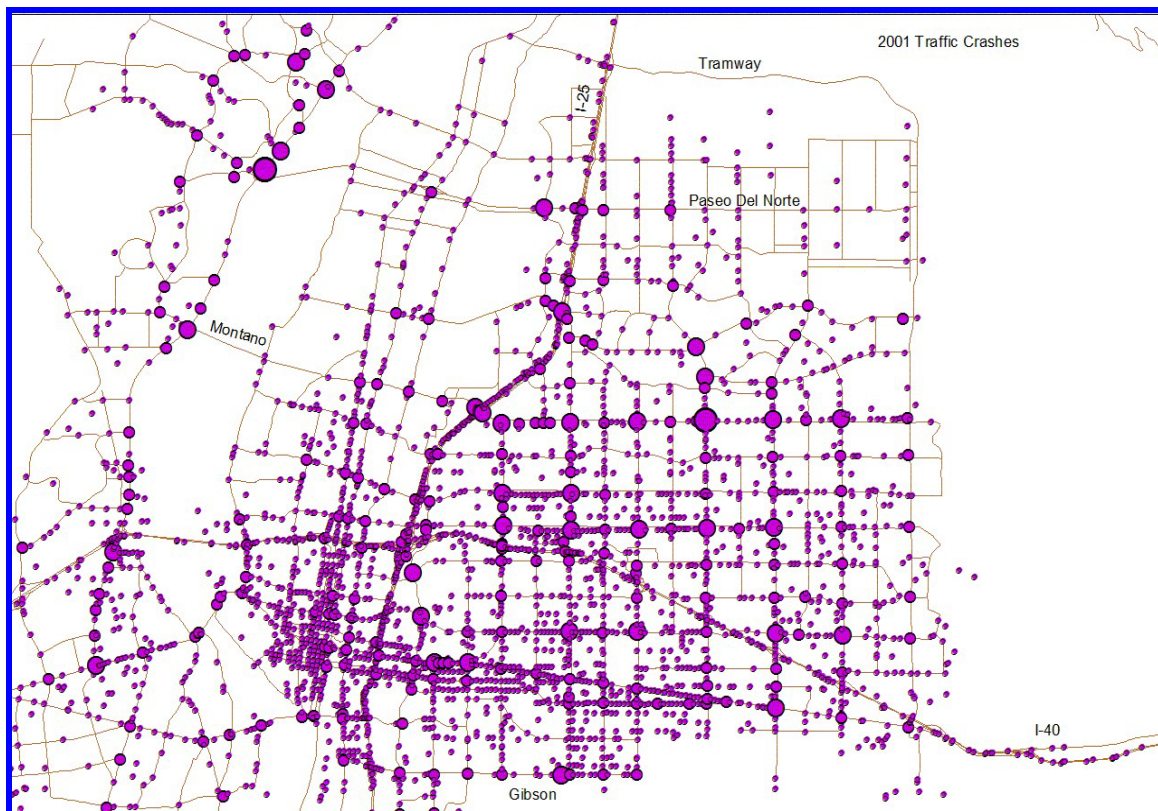 2001 Traffic Crashes
Tramway
I-25
Paseo Del Norte
Montano
I-40
Gibson